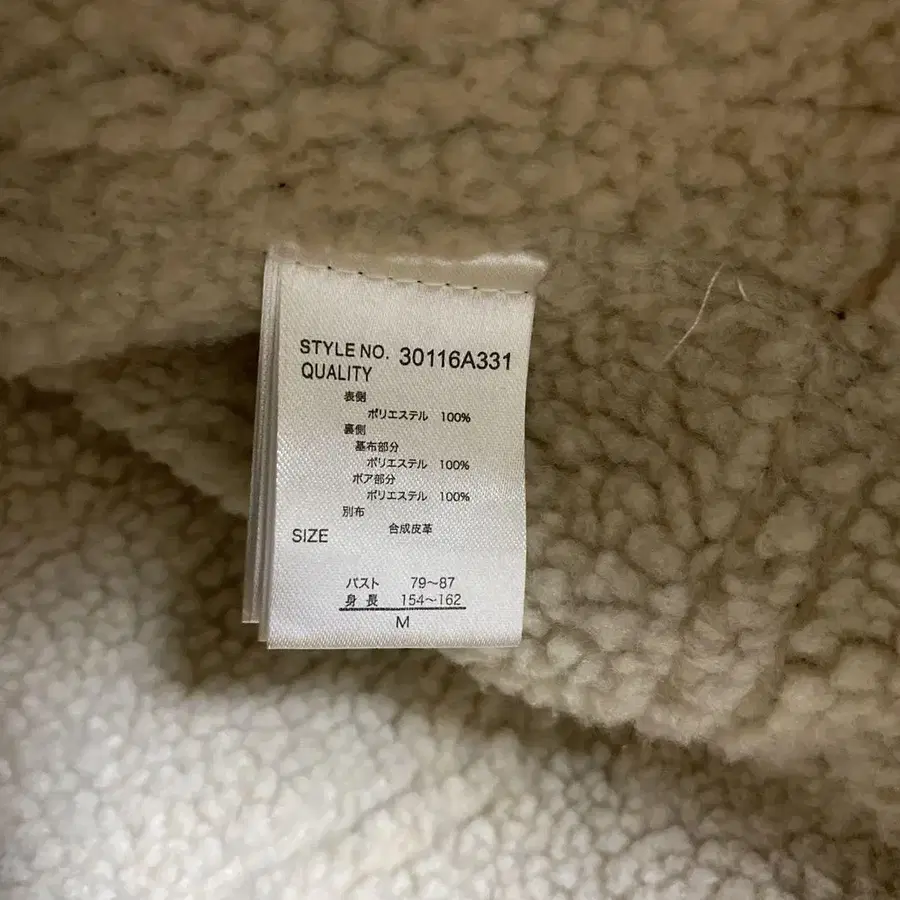 STYLE NO. 30116A331
QUALITY
表側
ポリエステル 100%
裏側
基布部分
ポリエステル 100%
ボア部分
ポリエステル 100%
別布
合成皮革
SIZE
バスト 79～87
身長 154～162
M